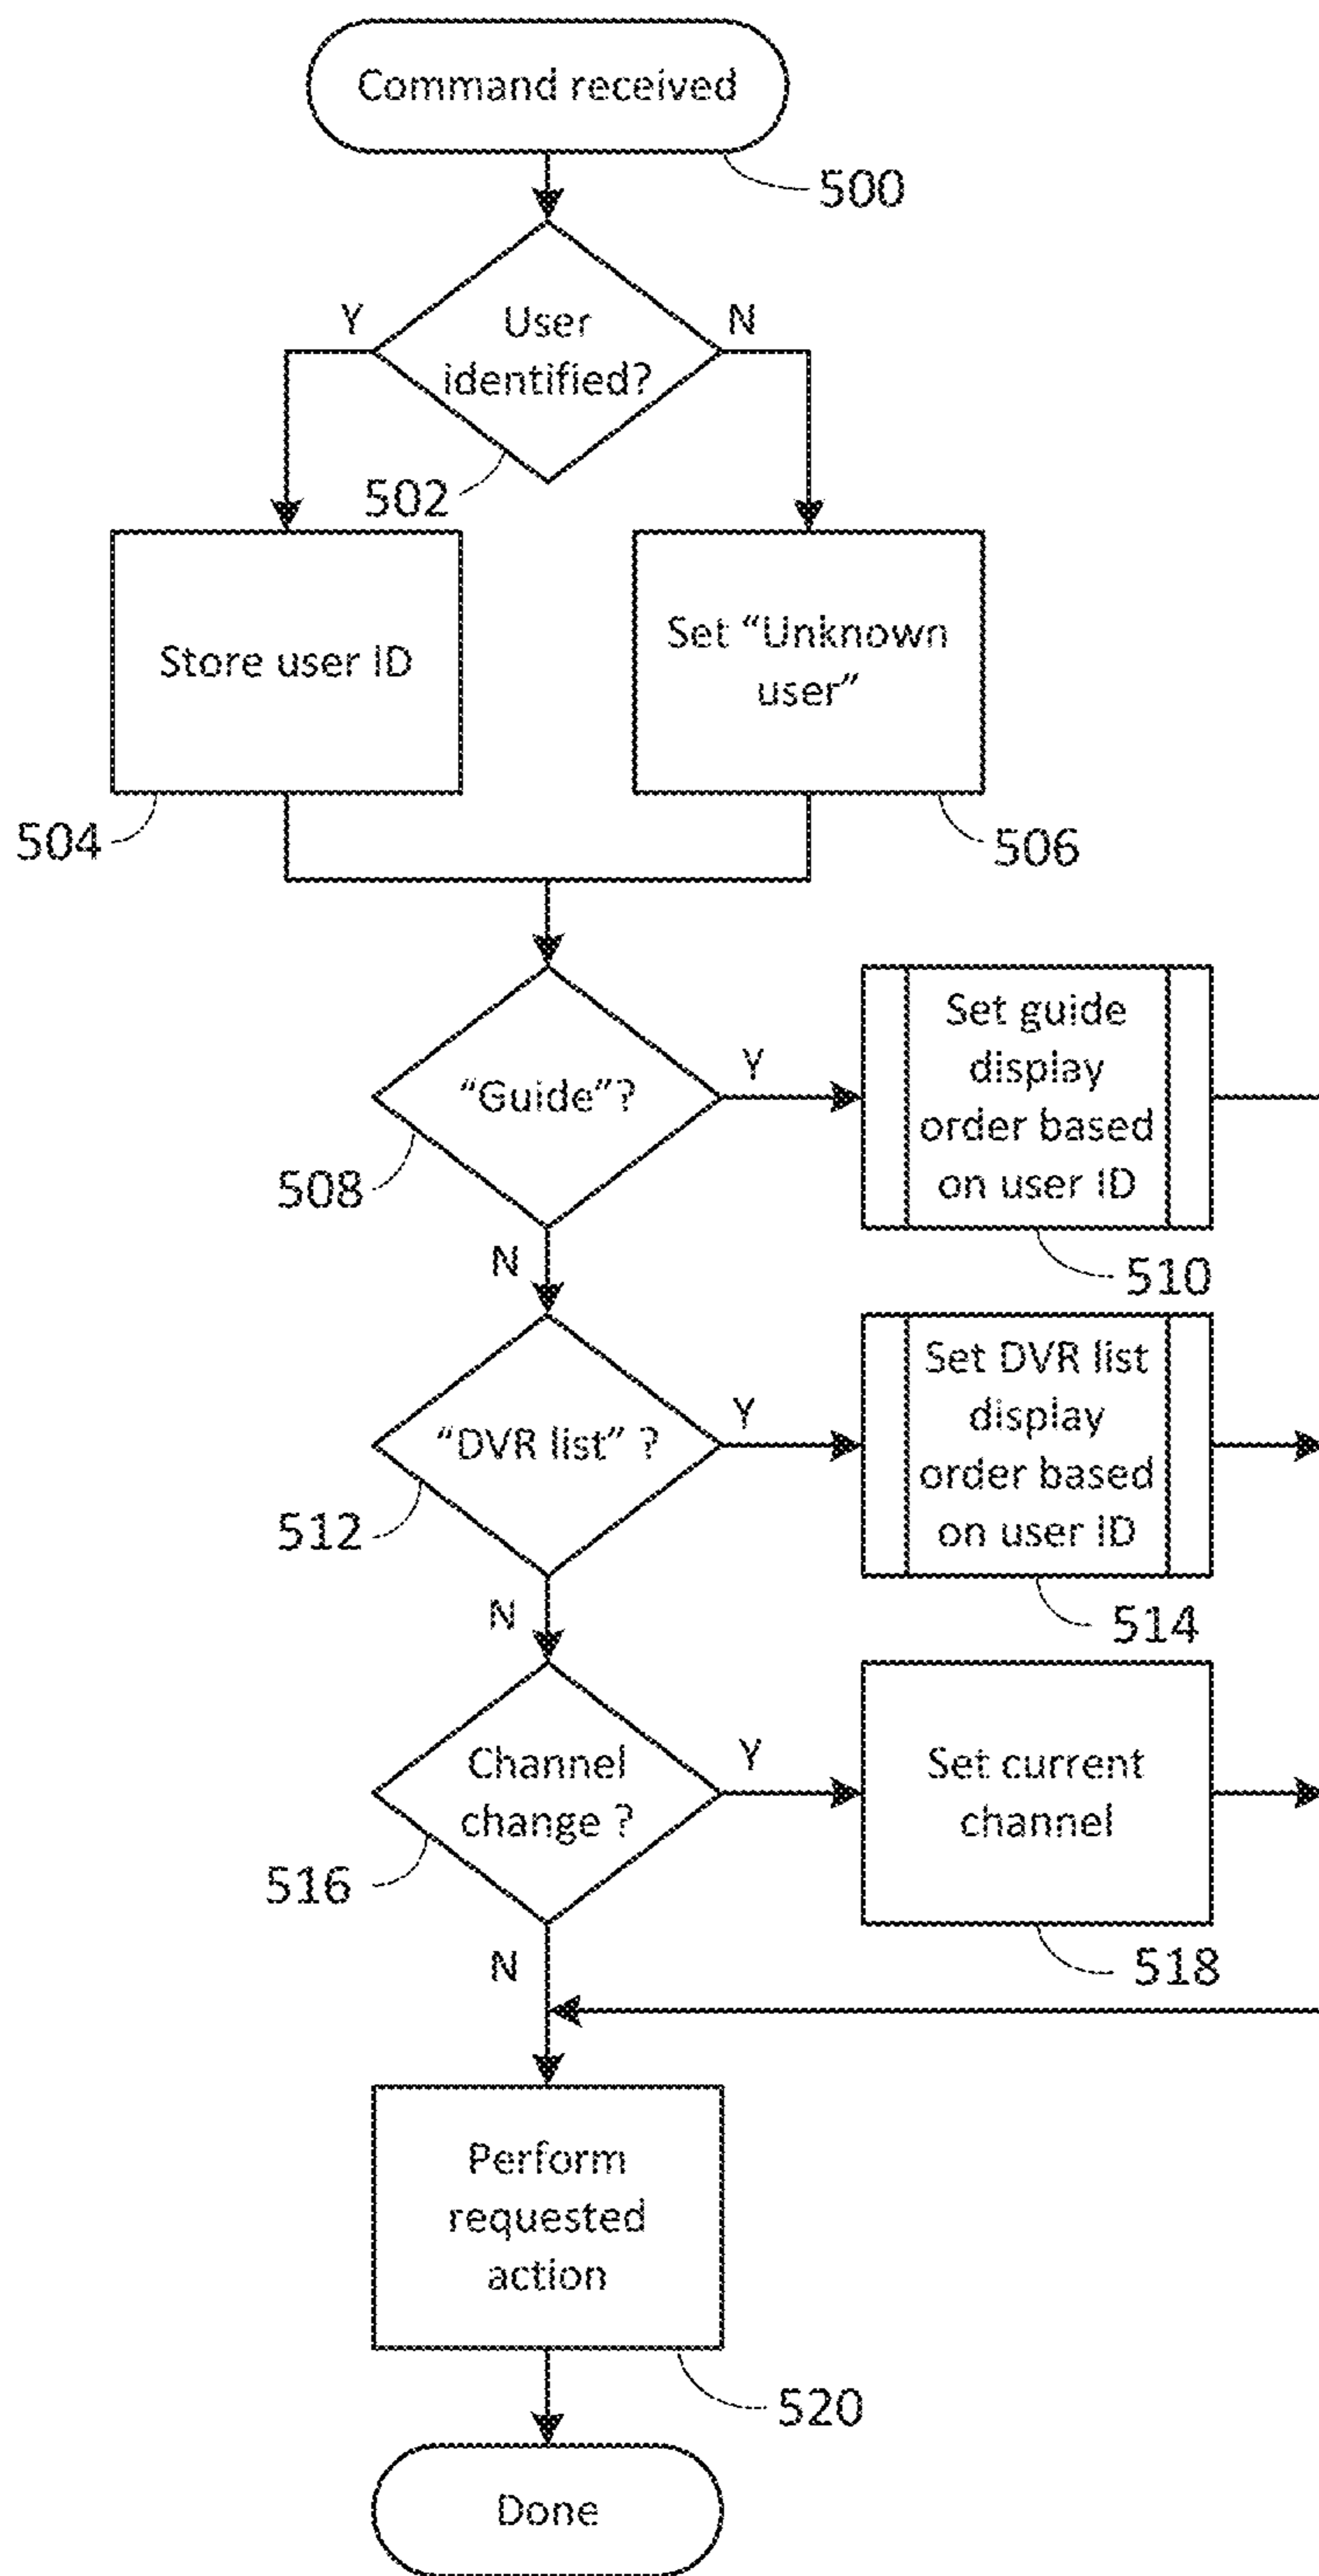 Command received
500
Y
N
User
identified?
502
Store user ID
Set “Unknown
user”
504
506
“Guide”?
Y
Set guide
display
order based
on user ID
508
N
510
“DVR list” ?
Y
Set DVR list
display
order based
on user ID
512
N
514
Channel
change ?
Y
Set current
channel
516
N
518
Perform
requested
action
520
Done